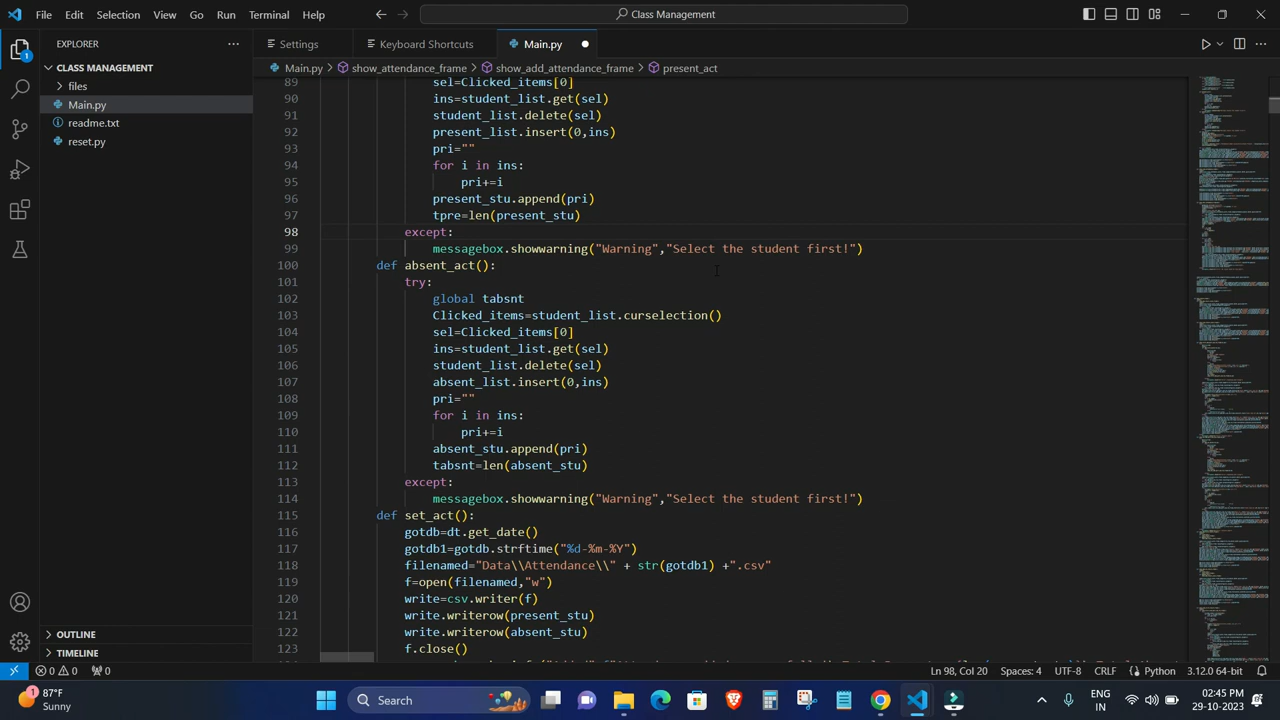 File Edit Selection View Go Run Terminal Help
Class Management
EXPLORER
Settings
Keyboard Shortcuts
Main.py
CLASS MANAGEMENT
files
Main.py
readme.txt
reset.py
OUTLINE
TIMELINE
Main.py > show_attendance_frame > show_add_attendance_frame > present_act
89 sel=Clicked_items[0]
90 ins=student_list.get(sel)
91 student_list.delete(sel)
92 present_list.insert(0,ins)
93 pri=""
94 for i in ins:
95 pri+=i
96 present_stu.append(pri)
97 tpre=len(present_stu)
98 except:
99 messagebox.showwarning("Warning","Select the student first!")
100 def absent_act():
101 try:
102 global tabsnt
103 Clicked_items=student_list.curselection()
104 sel=Clicked_items[0]
105 ins=student_list.get(sel)
106 student_list.delete(sel)
107 absent_list.insert(0,ins)
108 pri=""
109 for i in ins:
110 pri+=i
111 absent_stu.append(pri)
112 tabsnt=len(absent_stu)
113 except:
114 messagebox.showwarning("Warning","Select the student first!")
115 def set_act():
116
117 gotdb1=gotdb.strftime("%d-%m-%Y")
118
119 f=open(filenamed,"w")
120 write=csv.writer(f)
121 write.writerow(present_stu)
122 write.writerow(absent_stu)
123 f.close()
0 0 0
Ln 98, Col 20 Spaces: 4 UTF-8 CRLF Python 3.12.0 64-bit
87°F
Sunny
Search
ENG
IN
02:45 PM
29-10-2023